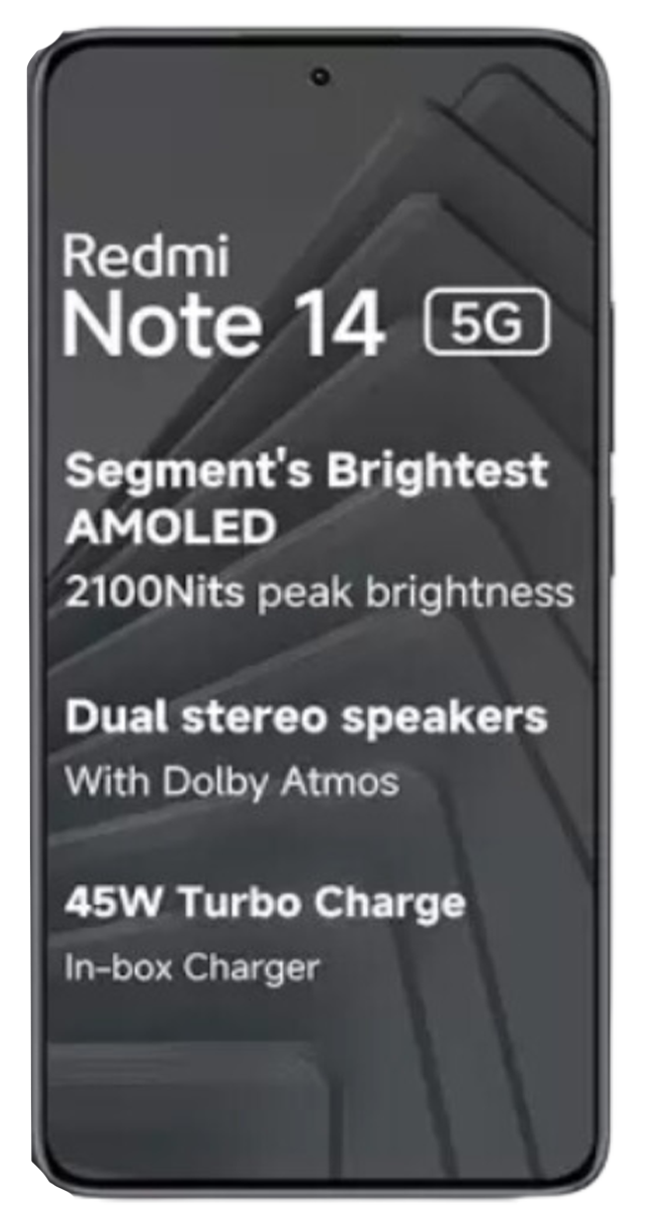 Redmi
Note 14 5G
Segment's Brightest
AMOLED
2100Nits peak brightness
Dual stereo speakers
With Dolby Atmos
45W Turbo Charge
In-box Charger